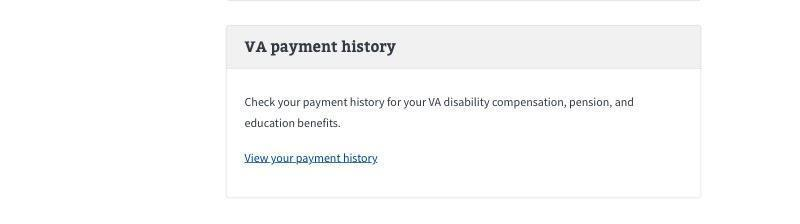 VA payment history
Check your payment history for your VA disability compensation, pension, and
education benefits.
View your payment history